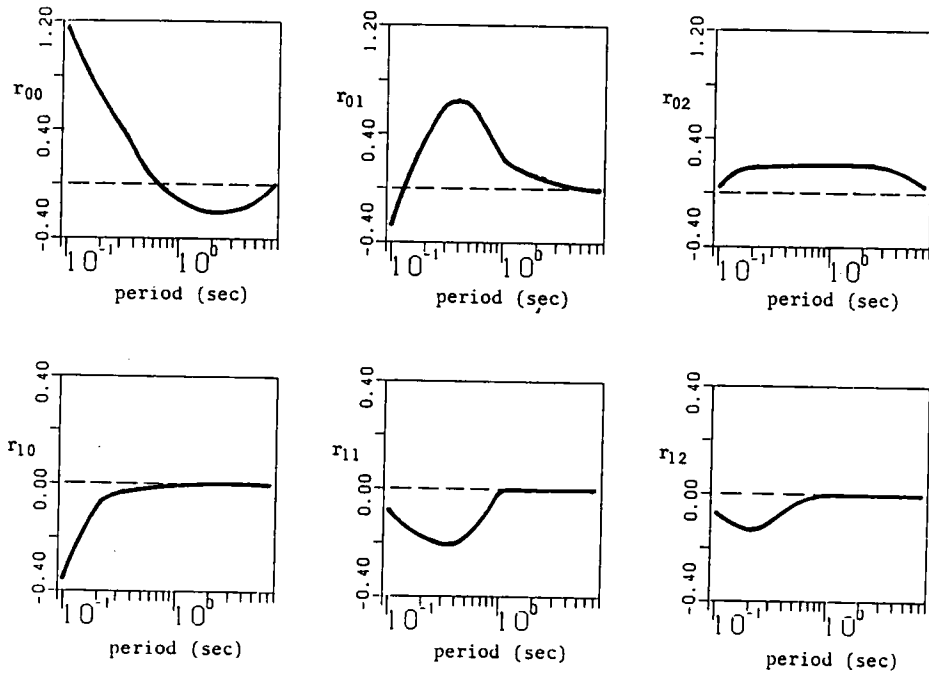 1.20 1.20 1.20
r00 r01 r02
0.40 0.40 0.40
-0.40 -0.40 -0.40
10⁻¹ 10⁰ 10⁻¹ 10⁰ 10⁻¹ 10⁰
period (sec) period (sec) period (sec)
0.40 0.40 0.40
r10 r11 r12
0.00 0.00 0.00
-0.40 -0.40 -0.40
10⁻¹ 10⁰ 10⁻¹ 10⁰ 10⁻¹ 10⁰
period (sec) period (sec) period (sec)